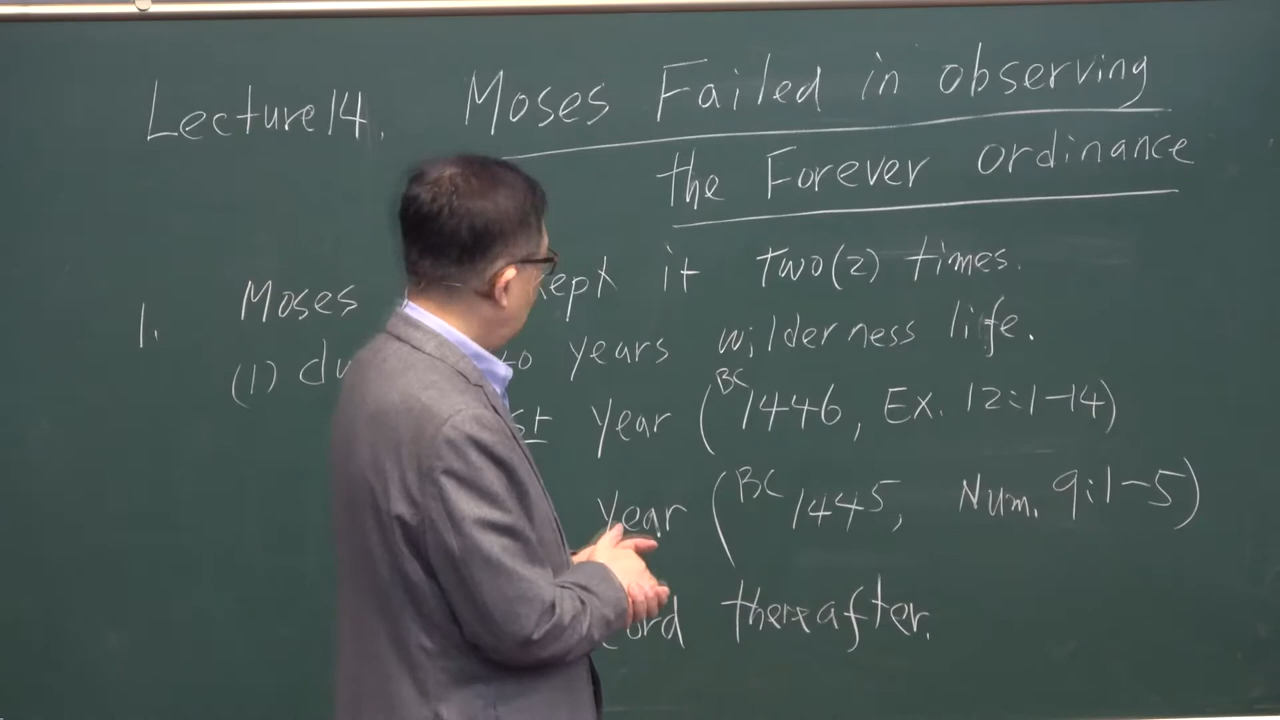 Lecture 14. Moses Failed in observing
the Forever ordinance
1. Moses kept it two(2) times.
(1) years wilderness life.
st year (BC 1446, Ex. 12:1-14)
year (BC 1445, Num. 9:1-5)
thereafter.